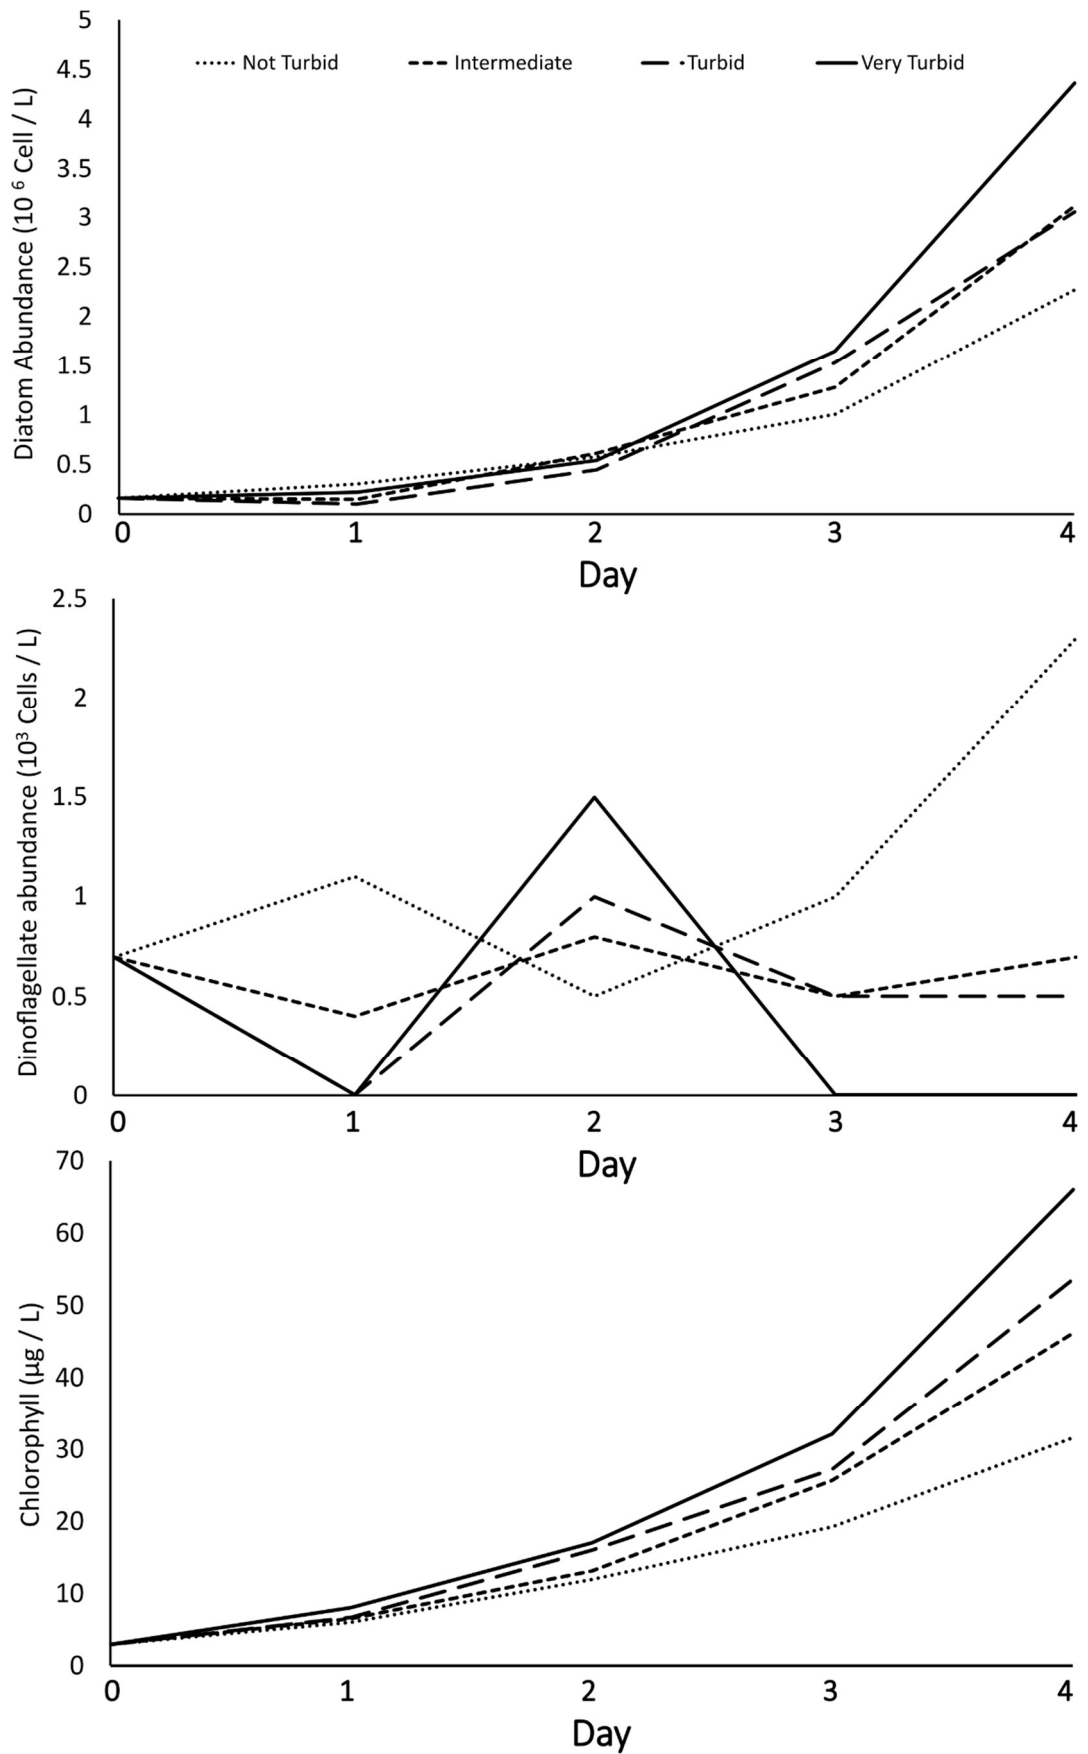 5
4.5
4
3.5
3
2.5
2
1.5
1
0.5
0
Diatom Abundance (10 6 Cell / L)
Not Turbid Intermediate Turbid Very Turbid
0 1 2 3 4
Day
2.5
2
1.5
1
0.5
0
Dinoflagellate abundance (10³ Cells / L)
0 1 2 3 4
Day
70
60
50
40
30
20
10
0
Chlorophyll (µg / L)
0 1 2 3 4
Day